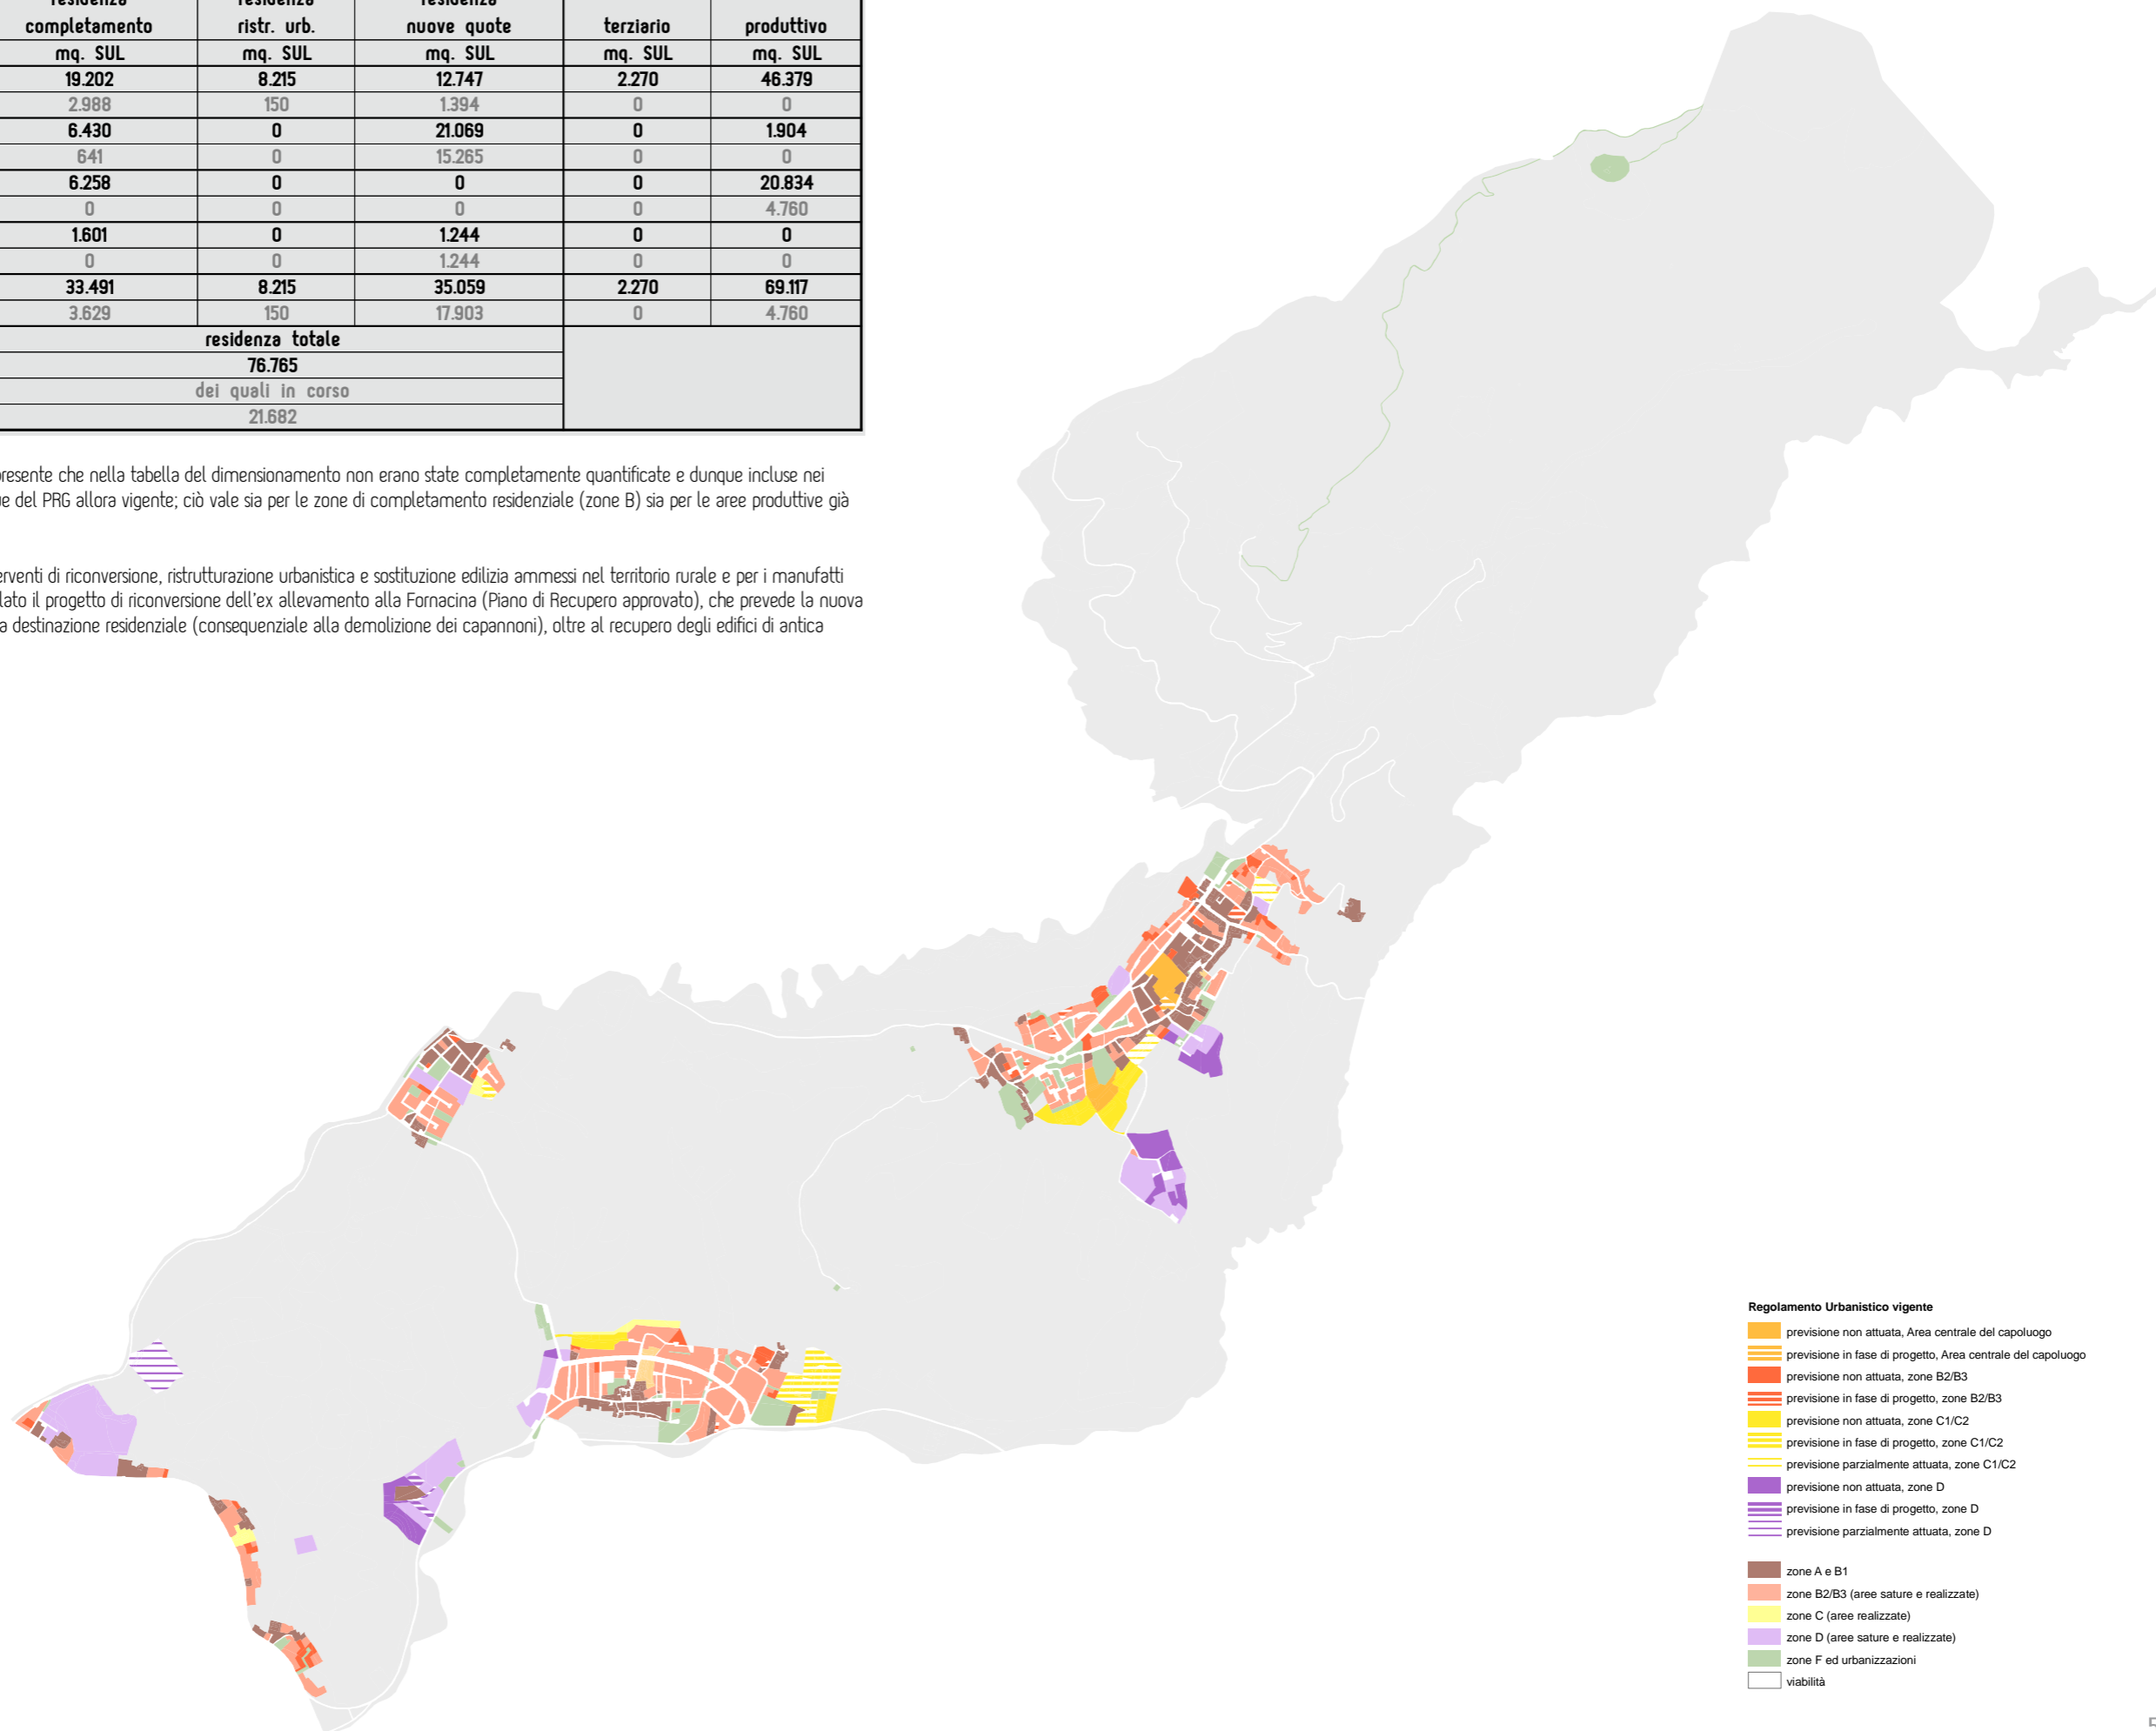 residenza residenza residenza
completamento ristr. urb. nuove quote terziario produttivo
mq. SUL mq. SUL mq. SUL mq. SUL mq. SUL
19.202 8.215 12.747 2.270 46.379
2.988 150 1.394 0 0
6.430 0 21.069 0 1.904
641 0 15.265 0 0
6.258 0 0 0 20.834
0 0 0 0 4.760
1.601 0 1.244 0 0
0 0 1.244 0 0
33.491 8.215 35.059 2.270 69.117
3.629 150 17.903 0 4.760
residenza totale
76.765
dei quali in corso
21.682
presente che nella tabella del dimensionamento non erano state completamente quantificate e dunque incluse nei
ue del PRG allora vigente; ciò vale sia per le zone di completamento residenziale (zone B) sia per le aree produttive già
erventi di riconversione, ristrutturazione urbanistica e sostituzione edilizia ammessi nel territorio rurale e per i manufatti
lato il progetto di riconversione dell'ex allevamento alla Fornacina (Piano di Recupero approvato), che prevede la nuova
a destinazione residenziale (consequenziale alla demolizione dei capannoni), oltre al recupero degli edifici di antica
Regolamento Urbanistico vigente
previsione non attuata, Area centrale del capoluogo
previsione in fase di progetto, Area centrale del capoluogo
previsione non attuata, zone B2/B3
previsione in fase di progetto, zone B2/B3
previsione non attuata, zone C1/C2
previsione in fase di progetto, zone C1/C2
previsione parzialmente attuata, zone C1/C2
previsione non attuata, zone D
previsione in fase di progetto, zone D
previsione parzialmente attuata, zone D
zone A e B1
zone B2/B3 (aree sature e realizzate)
zone C (aree realizzate)
zone D (aree sature e realizzate)
zone F ed urbanizzazioni
viabilità